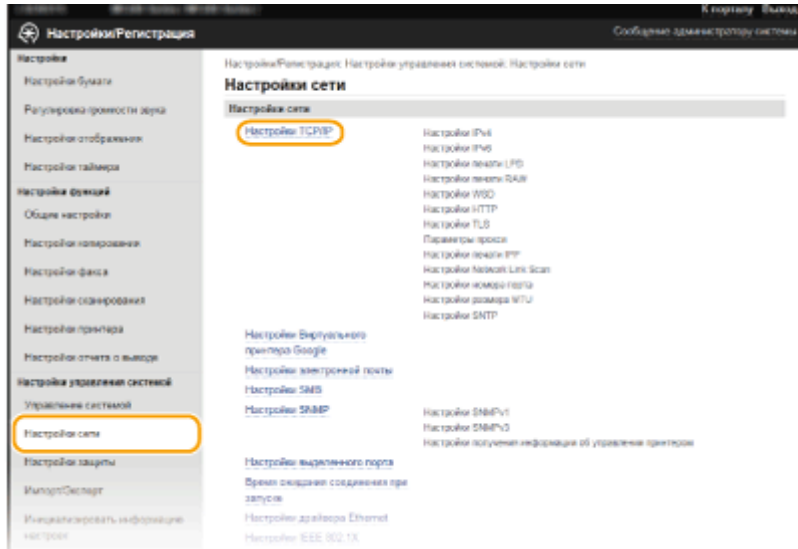 К порталу Выход
Настройки/Регистрация
Сообщение администратору системы
Настройки
Настройки бумаги
Регулировка громкости звука
Настройки отображения
Настройки таймера
Настройки функций
Общие настройки
Настройки копирования
Настройки факса
Настройки сканирования
Настройки принтера
Настройки отчета о выводе
Настройки управления системой
Управление системой
Настройки сети
Настройки защиты
Импорт/Экспорт
Инициализировать информацию
настроек
Настройки/Регистрация: Настройки управления системой: Настройки сети
Настройки сети
Настройки сети
Настройки TCP/IP
Настройки IPv4
Настройки IPv6
Настройки печати LPD
Настройки печати RAW
Настройки WSD
Настройки HTTP
Настройки TLS
Параметры прокси
Настройки печати IPP
Настройки Network Link Scan
Настройки номера порта
Настройки размера MTU
Настройки SNTP
Настройки Виртуального
принтера Google
Настройки электронной почты
Настройки SMB
Настройки SNMP
Настройки SNMPv1
Настройки SNMPv3
Настройки получения информации об управлении принтером
Настройки выделенного порта
Время ожидания соединения при
запуске
Настройки драйвера Ethernet
Настройки IEEE 802.1X